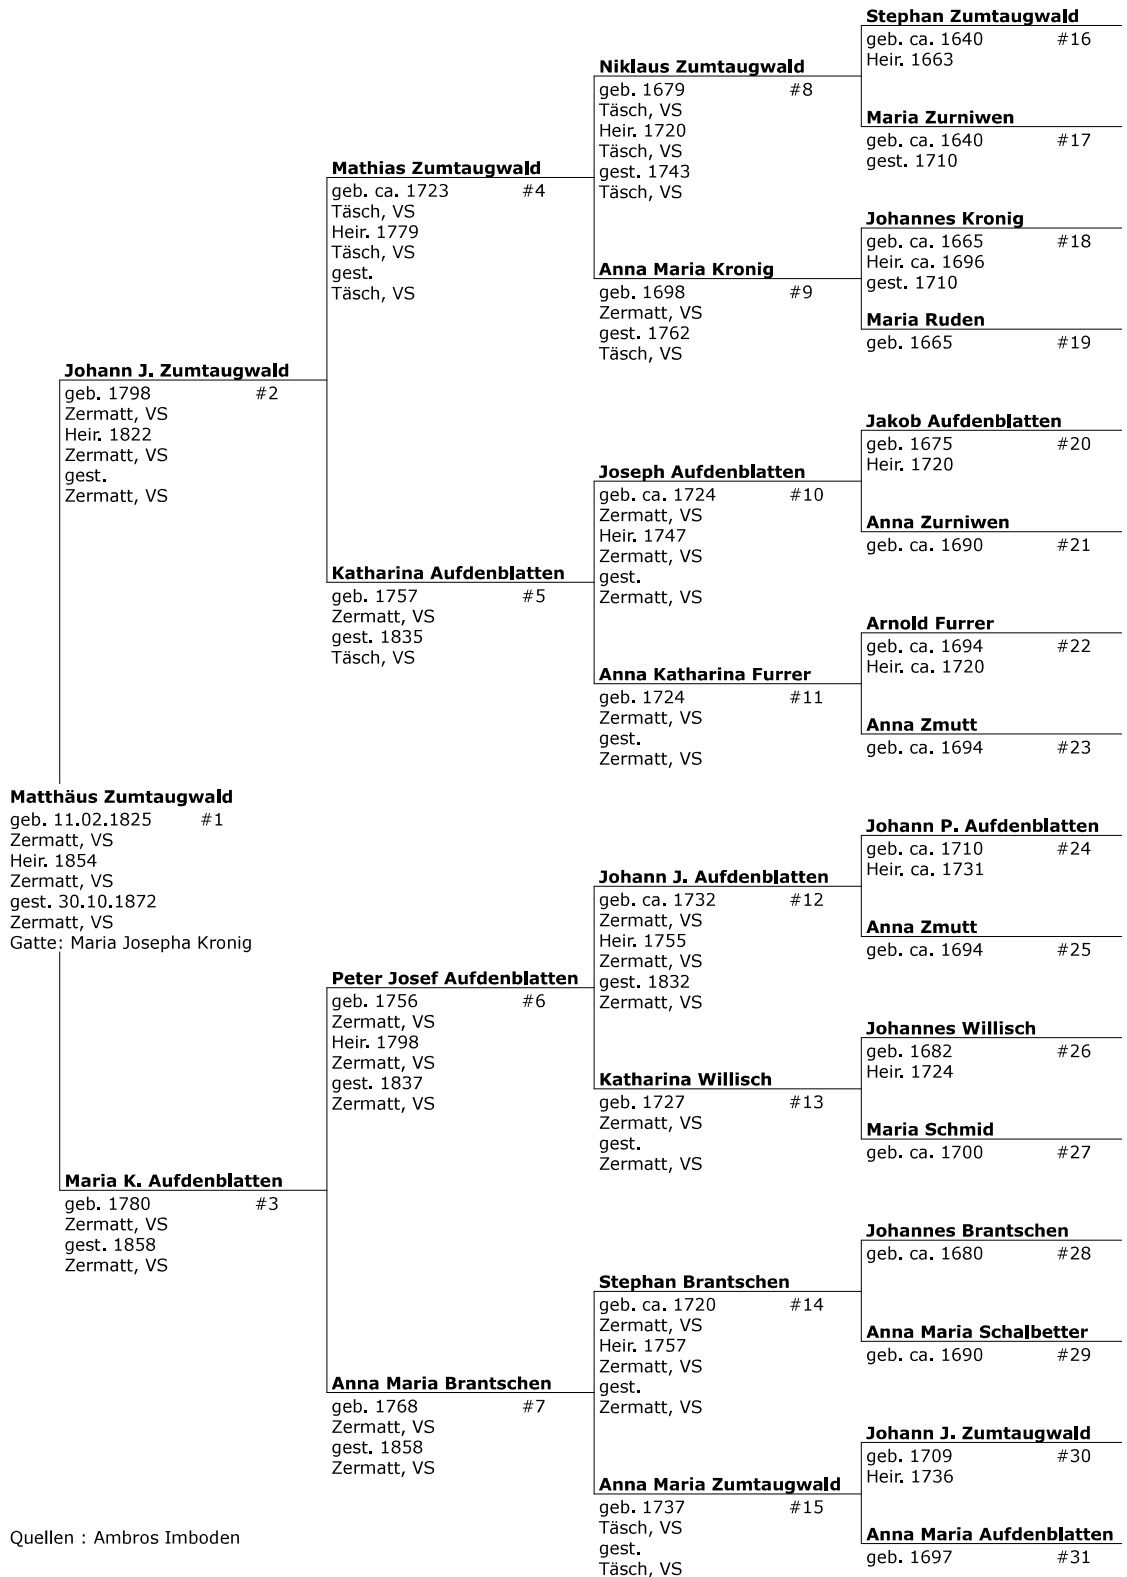 Matthäus Zumtaugwald
geb. 11.02.1825 #1
Zermatt, VS
Heir. 1854
Zermatt, VS
gest. 30.10.1872
Zermatt, VS
Gatte: Maria Josepha Kronig
Johann J. Zumtaugwald
geb. 1798 #2
Zermatt, VS
Heir. 1822
Zermatt, VS
gest.
Zermatt, VS
Maria K. Aufdenblatten
geb. 1780 #3
Zermatt, VS
gest. 1858
Zermatt, VS
Mathias Zumtaugwald
geb. ca. 1723 #4
Täsch, VS
Heir. 1779
Täsch, VS
gest.
Täsch, VS
Katharina Aufdenblatten
geb. 1757 #5
Zermatt, VS
gest. 1835
Täsch, VS
Peter Josef Aufdenblatten
geb. 1756 #6
Zermatt, VS
Heir. 1798
Zermatt, VS
gest. 1837
Zermatt, VS
Anna Maria Brantschen
geb. 1768 #7
Zermatt, VS
gest. 1858
Zermatt, VS
Niklaus Zumtaugwald
geb. 1679 #8
Täsch, VS
Heir. 1720
Täsch, VS
gest. 1743
Täsch, VS
Anna Maria Kronig
geb. 1698 #9
Zermatt, VS
gest. 1762
Täsch, VS
Joseph Aufdenblatten
geb. ca. 1724 #10
Zermatt, VS
Heir. 1747
Zermatt, VS
gest.
Zermatt, VS
Anna Katharina Furrer
geb. 1724 #11
Zermatt, VS
gest.
Zermatt, VS
Johann J. Aufdenblatten
geb. ca. 1732 #12
Zermatt, VS
Heir. 1755
Zermatt, VS
gest. 1832
Zermatt, VS
Katharina Willisch
geb. 1727 #13
Zermatt, VS
gest.
Zermatt, VS
Stephan Brantschen
geb. ca. 1720 #14
Zermatt, VS
Heir. 1757
Zermatt, VS
gest.
Zermatt, VS
Anna Maria Zumtaugwald
geb. 1737 #15
Täsch, VS
gest.
Täsch, VS
Stephan Zumtaugwald
geb. ca. 1640 #16
Heir. 1663
Maria Zurniwen
geb. ca. 1640 #17
gest. 1710
Johannes Kronig
geb. ca. 1665 #18
Heir. ca. 1696
gest. 1710
Maria Ruden
geb. 1665 #19
Jakob Aufdenblatten
geb. 1675 #20
Heir. 1720
Anna Zurniwen
geb. ca. 1690 #21
Arnold Furrer
geb. ca. 1694 #22
Heir. ca. 1720
Anna Zmutt
geb. ca. 1694 #23
Johann P. Aufdenblatten
geb. ca. 1710 #24
Heir. ca. 1731
Anna Zmutt
geb. ca. 1694 #25
Johannes Willisch
geb. 1682 #26
Heir. 1724
Maria Schmid
geb. ca. 1700 #27
Johannes Brantschen
geb. ca. 1680 #28
Anna Maria Schalbetter
geb. ca. 1690 #29
Johann J. Zumtaugwald
geb. 1709 #30
Heir. 1736
Anna Maria Aufdenblatten
geb. 1697 #31
Quellen : Ambros Imboden